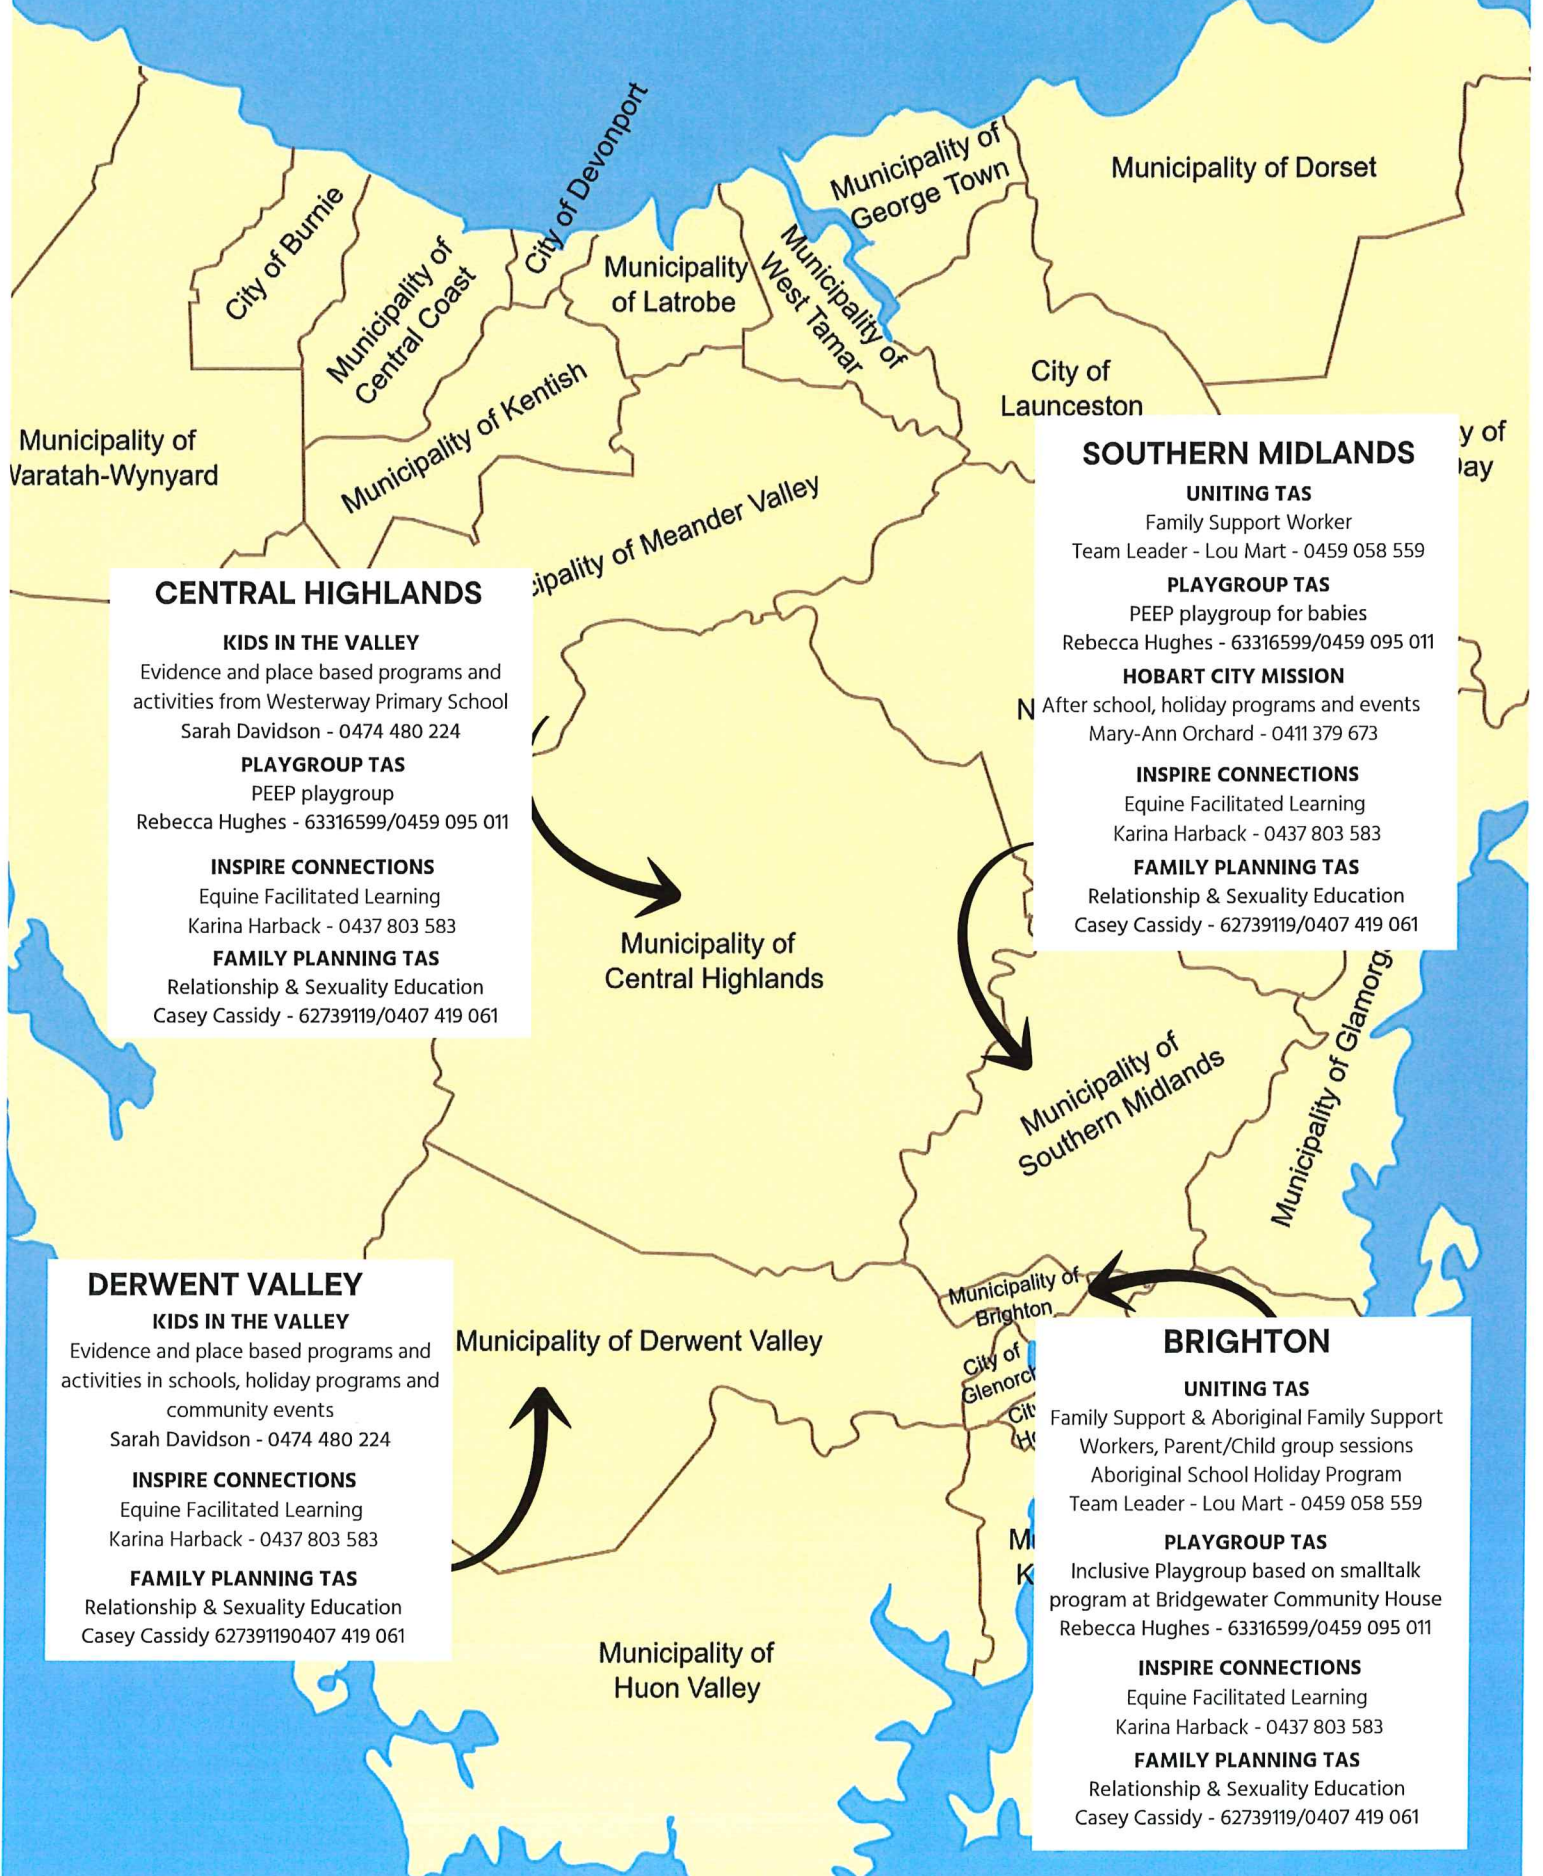 City of Devonport
Municipality of
George Town
Municipality of Dorset
City of Burnie
Municipality of
Central Coast
Municipality
of Latrobe
Municipality of
West Tamar
City of
Launceston
Municipality of Kentish
Municipality of
Waratah-Wynyard
cipality of Meander Valley
y of
ay
SOUTHERN MIDLANDS
UNITING TAS
Family Support Worker
Team Leader - Lou Mart - 0459 058 559
PLAYGROUP TAS
PEEP playgroup for babies
Rebecca Hughes - 63316599/0459 095 011
HOBART CITY MISSION
N After school, holiday programs and events
Mary-Ann Orchard - 0411 379 673
INSPIRE CONNECTIONS
Equine Facilitated Learning
Karina Harback - 0437 803 583
FAMILY PLANNING TAS
Relationship & Sexuality Education
Casey Cassidy - 62739119/0407 419 061
CENTRAL HIGHLANDS
KIDS IN THE VALLEY
Evidence and place based programs and
activities from Westerway Primary School
Sarah Davidson - 0474 480 224
PLAYGROUP TAS
PEEP playgroup
Rebecca Hughes - 63316599/0459 095 011
INSPIRE CONNECTIONS
Equine Facilitated Learning
Karina Harback - 0437 803 583
FAMILY PLANNING TAS
Relationship & Sexuality Education
Casey Cassidy - 62739119/0407 419 061
Municipality of
Central Highlands
Municipality of
Southern Midlands
Municipality of Glamorg
DERWENT VALLEY
KIDS IN THE VALLEY
Evidence and place based programs and
activities in schools, holiday programs and
community events
Sarah Davidson - 0474 480 224
INSPIRE CONNECTIONS
Equine Facilitated Learning
Karina Harback - 0437 803 583
FAMILY PLANNING TAS
Relationship & Sexuality Education
Casey Cassidy 627391190407 419 061
Municipality of Derwent Valley
Municipality of
Brighton
City of
Glenorch
City
Ho
M
K
BRIGHTON
UNITING TAS
Family Support & Aboriginal Family Support
Workers, Parent/Child group sessions
Aboriginal School Holiday Program
Team Leader - Lou Mart - 0459 058 559
PLAYGROUP TAS
Inclusive Playgroup based on smalltalk
program at Bridgewater Community House
Rebecca Hughes - 63316599/0459 095 011
INSPIRE CONNECTIONS
Equine Facilitated Learning
Karina Harback - 0437 803 583
FAMILY PLANNING TAS
Relationship & Sexuality Education
Casey Cassidy - 62739119/0407 419 061
Municipality of
Huon Valley